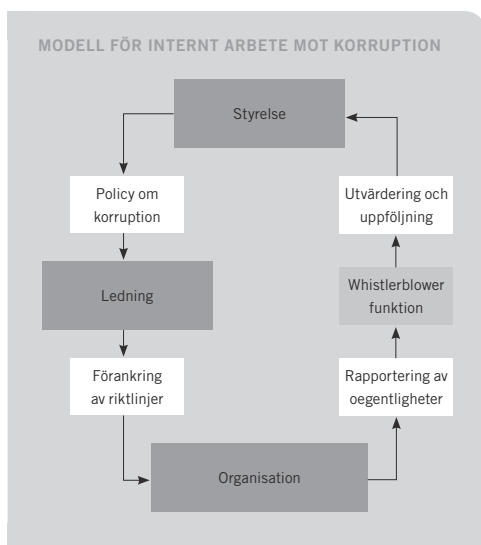 MODELL FÖR INTERNT ARBETE MOT KORRUPTION
Styrelse
Policy om
korruption
Ledning
Förankring
av riktlinjer
Organisation
Rapportering av
oegentligheter
Whistlerblower
funktion
Utvärdering och
uppföljning